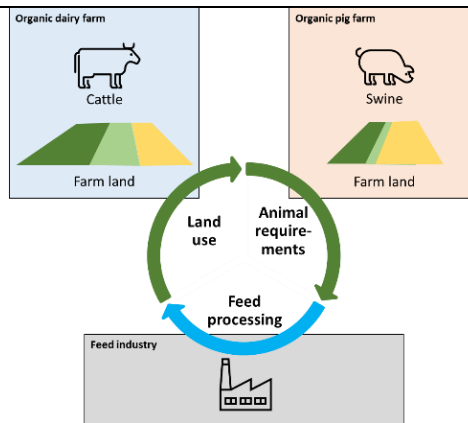 Organic dairy farm
Cattle
Farm land
Organic pig farm
Swine
Farm land
Land
use
Animal
require-
ments
Feed
processing
Feed industry